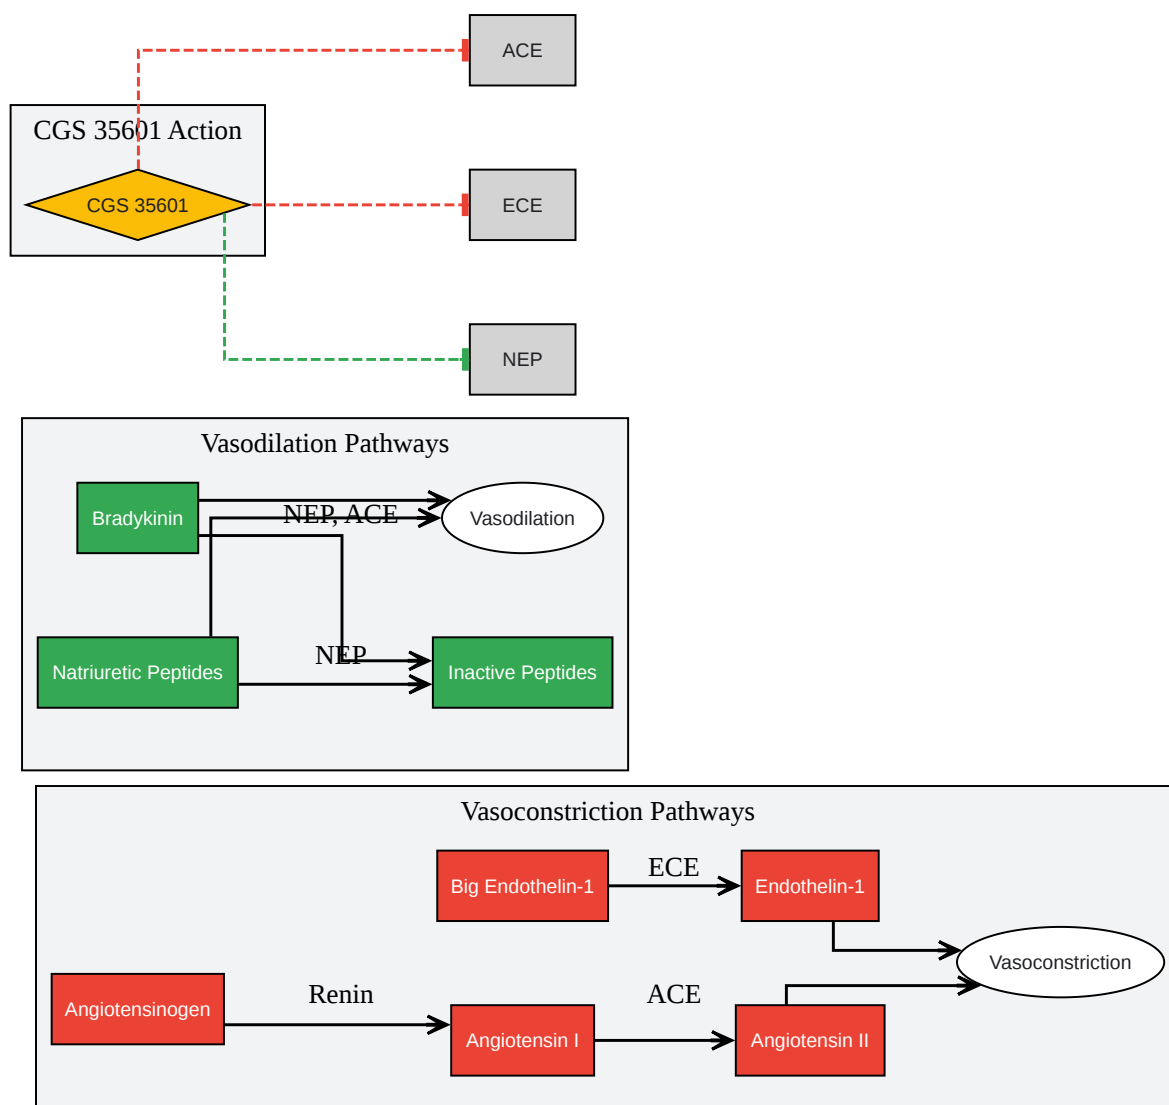 ACE
CGS 35601 Action
CGS 35601
ECE
NEP
Vasodilation Pathways
NEP, ACE
Bradykinin
Vasodilation
NEP
Natriuretic Peptides
Inactive Peptides
Vasoconstriction Pathways
ECE
Big Endothelin-1
Endothelin-1
Vasoconstriction
Renin
ACE
Angiotensinogen
Angiotensin I
Angiotensin II